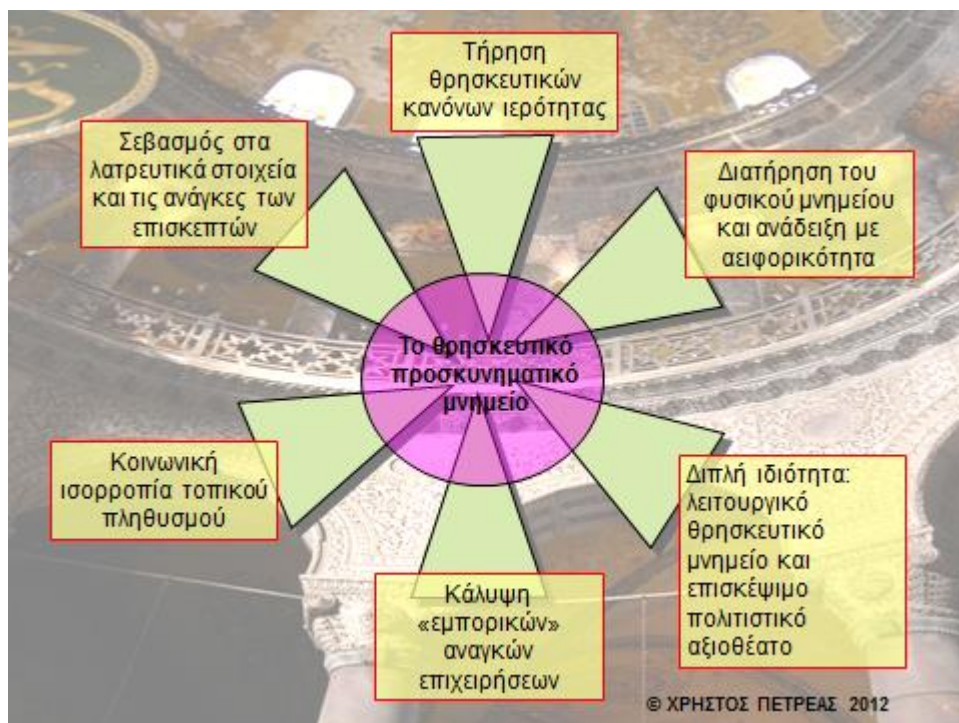 Τήρηση
θρησκευτικών
κανόνων ιερότητας
Σεβασμός στα
λατρευτικά στοιχεία
και τις ανάγκες των
επισκεπτών
Διατήρηση του
φυσικού μνημείου
και ανάδειξη με
αειφορικότητα
Το θρησκευτικό
προσκυνηματικό
μνημείο
Κοινωνική
ισορροπία τοπικού
πληθυσμού
Διπλή ιδιότητα:
λειτουργικό
θρησκευτικό
μνημείο και
επισκέψιμο
πολιτιστικό
αξιοθέατο
Κάλυψη
«εμπορικών»
αναγκών
επιχειρήσεων
© ΧΡΗΣΤΟΣ ΠΕΤΡΕΑΣ 2012